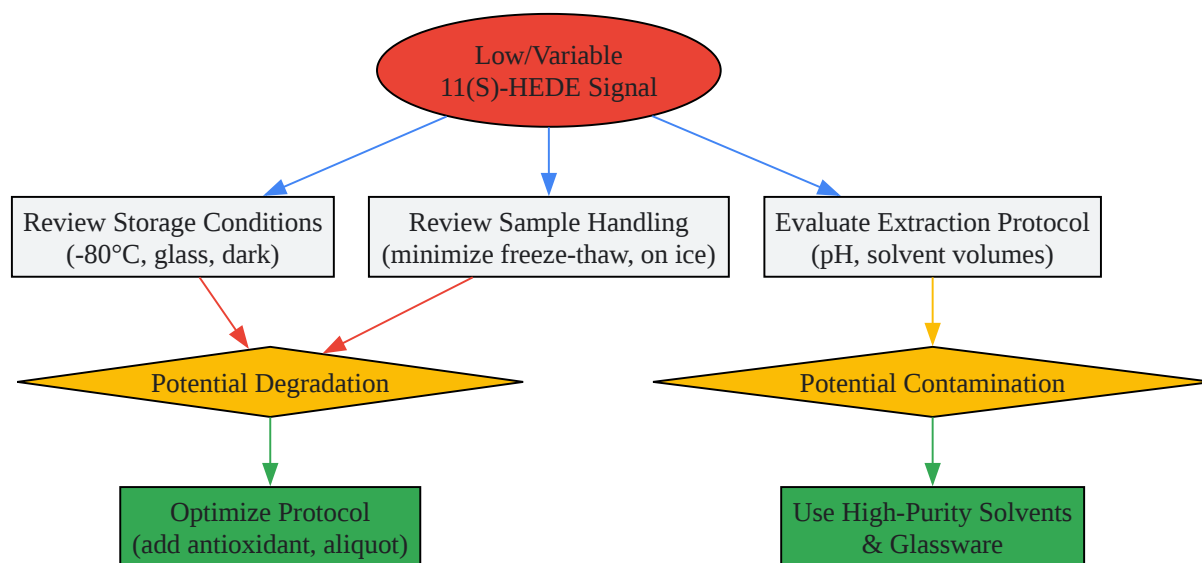 Low/Variable
11(S)-HEDE Signal
Review Storage Conditions
(-80°C, glass, dark)
Review Sample Handling
(minimize freeze-thaw, on ice)
Evaluate Extraction Protocol
(pH, solvent volumes)
Potential Degradation
Potential Contamination
Optimize Protocol
(add antioxidant, aliquot)
Use High-Purity Solvents
& Glassware